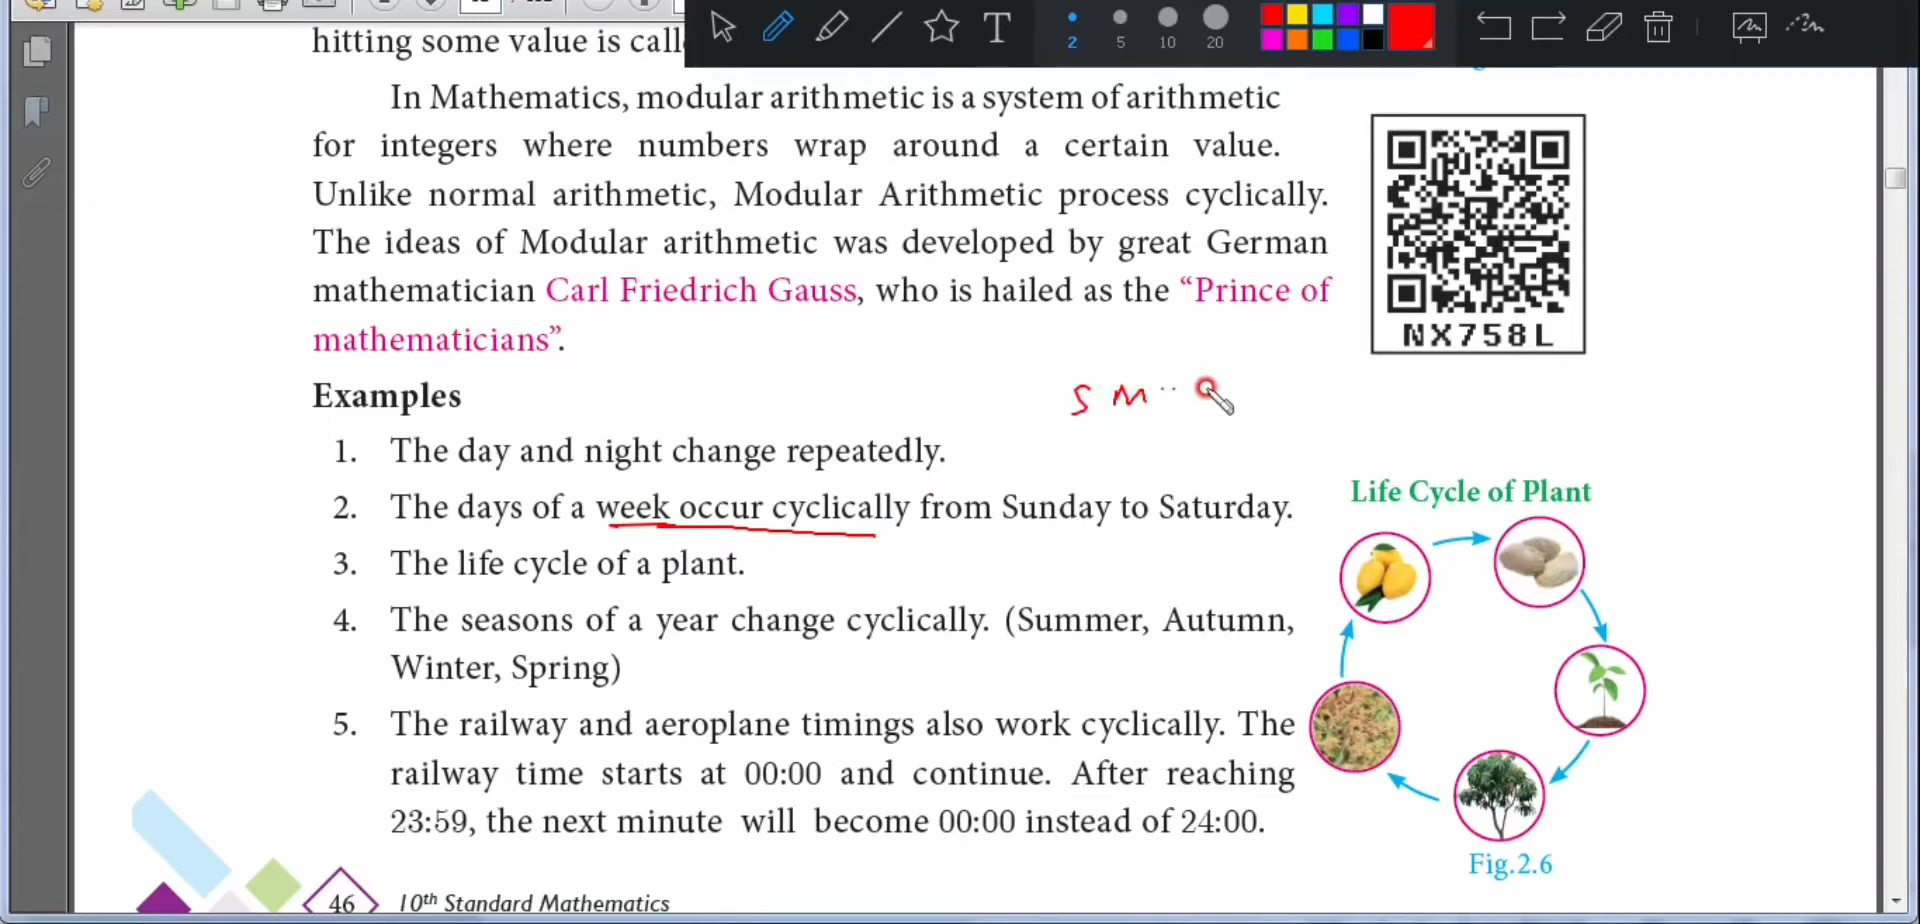 2 5 10 20
hitting some value is calle
In Mathematics, modular arithmetic is a system of arithmetic
for integers where numbers wrap around a certain value.
Unlike normal arithmetic, Modular Arithmetic process cyclically.
The ideas of Modular arithmetic was developed by great German
mathematician Carl Friedrich Gauss, who is hailed as the “Prince of
mathematicians”.
NX758L
Examples
S M ..
1. The day and night change repeatedly.
2. The days of a week occur cyclically from Sunday to Saturday.
3. The life cycle of a plant.
4. The seasons of a year change cyclically. (Summer, Autumn,
Winter, Spring)
5. The railway and aeroplane timings also work cyclically. The
railway time starts at 00:00 and continue. After reaching
23:59, the next minute will become 00:00 instead of 24:00.
Life Cycle of Plant
Fig.2.6
46 10th Standard Mathematics